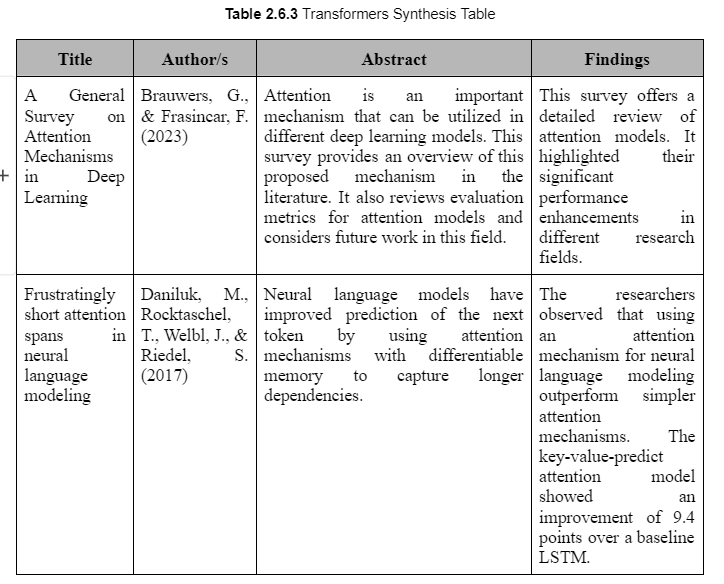 Table 2.6.3 Transformers Synthesis Table
Title
Author/s
Abstract
Findings
A General
Survey on
Attention
Mechanisms
in Deep
Learning
Brauwers, G.,
& Frasincar, F.
(2023)
Attention is an important
mechanism that can be utilized in
different deep learning models. This
survey provides an overview of this
proposed mechanism in the
literature. It also reviews evaluation
metrics for attention models and
considers future work in this field.
This survey offers a
detailed review of
attention models. It
highlighted their
significant
performance
enhancements in
different research
fields.
Frustratingly
short attention
spans in
neural
language
modeling
Daniluk, M.,
Rocktaschel,
T., Welbl, J., &
Riedel, S.
(2017)
Neural language models have
improved prediction of the next
token by using attention
mechanisms with differentiable
memory to capture longer
dependencies.
The researchers
observed that using
an attention
mechanism for neural
language modeling
outperform simpler
attention
mechanisms. The
key-value-predict
attention model
showed an
improvement of 9.4
points over a baseline
LSTM.